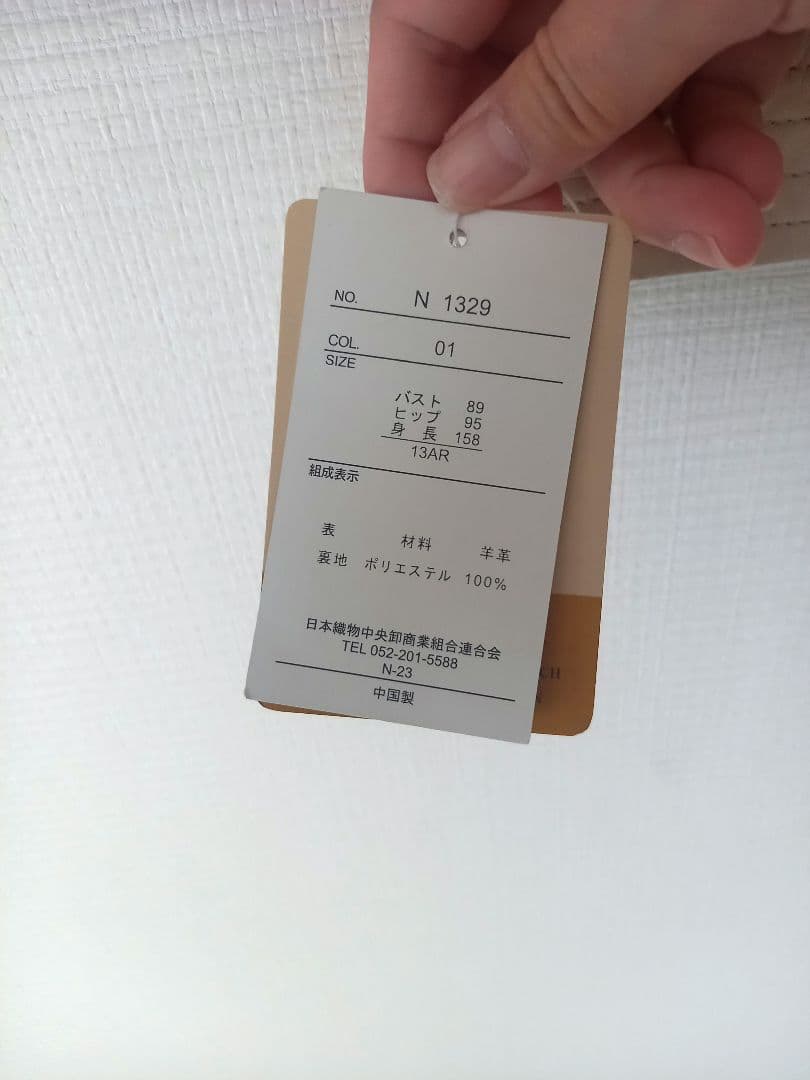 NO. N 1329
COL. 01
SIZE
バスト 89
ヒップ 95
身長 158
13AR
組成表示
表 材料 羊革
裏地 ポリエステル 100%
日本織物中央卸商業組合連合会
TEL 052-201-5588
N-23
中国製
CH